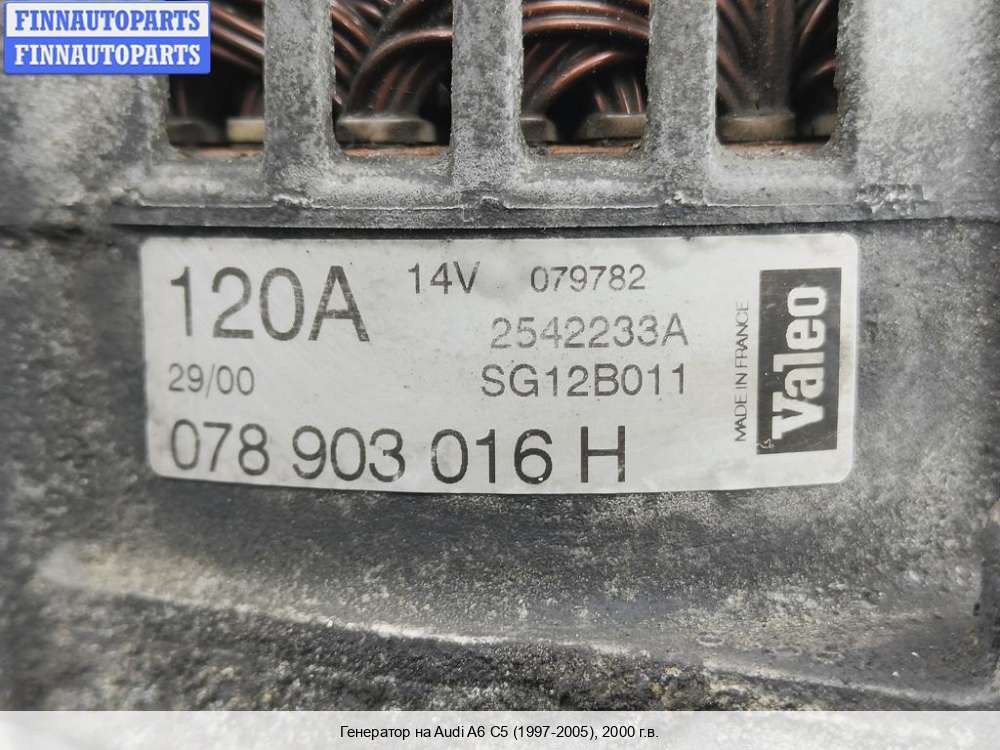 FINNAUTOPARTS
FINNAUTOPARTS
120A 14V 079782
2542233A
29/00 SG12B011
078 903 016 H
MADE IN FRANCE
Valeo
Генератор на Audi A6 C5 (1997-2005), 2000 г.в.